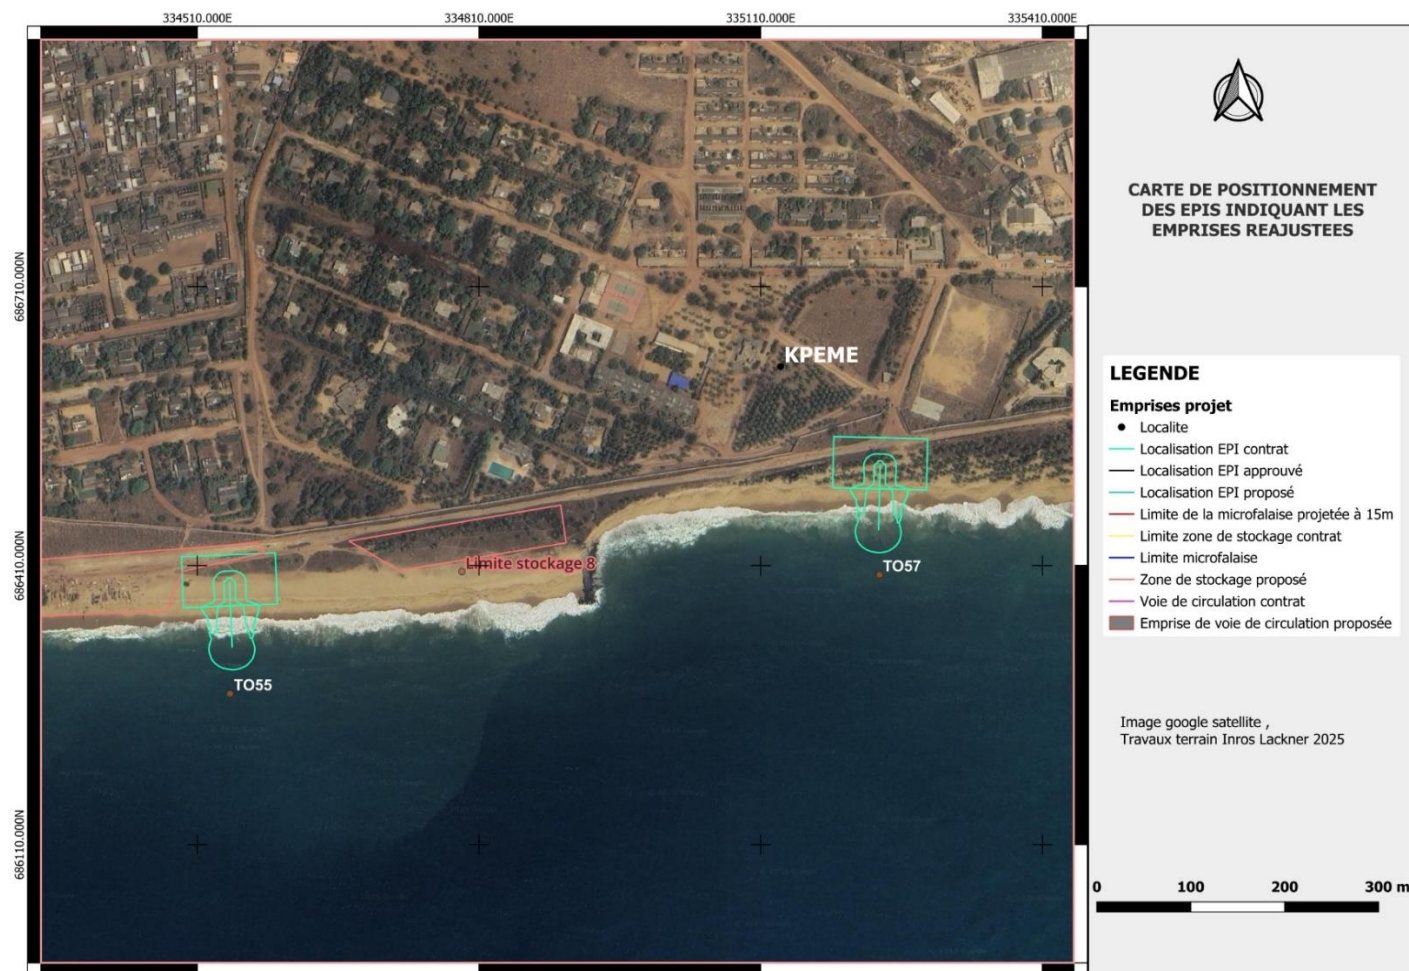 334510.000E
334810.000E
335110.000E
335410.000E
686710.000N
686410.000N
686110.000N
KPEME
Limite stockage 8
TO57
TO55
CARTE DE POSITIONNEMENT
DES EPIS INDIQUANT LES
EMPRISES REAJUSTEES
LEGENDE
Emprises projet
Localite
Localisation EPI contrat
Localisation EPI approuvé
Localisation EPI proposé
Limite de la microfalaise projetée à 15m
Limite zone de stockage contrat
Limite microfalaise
Zone de stockage proposé
Voie de circulation contrat
Emprise de voie de circulation proposée
Image google satellite ,
Travaux terrain Inros Lackner 2025
0 100 200 300 m